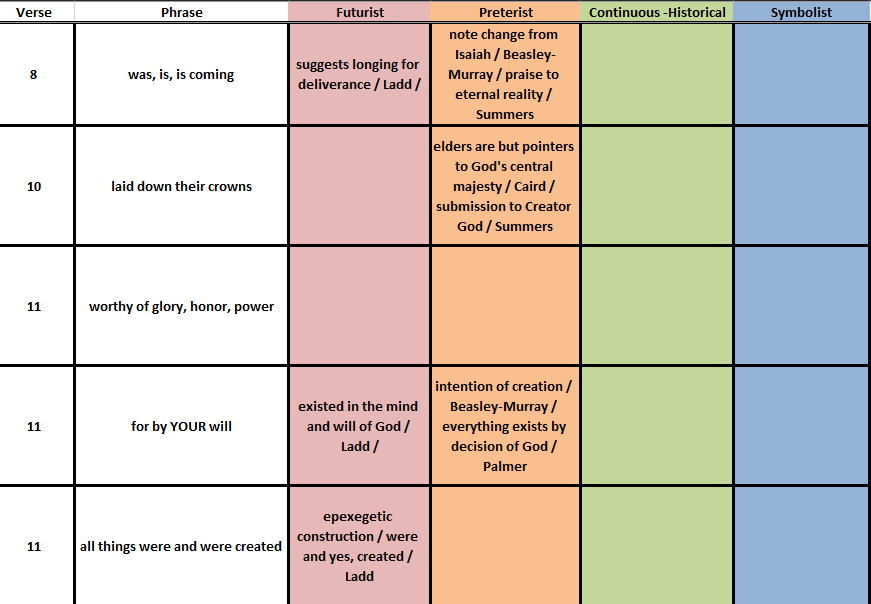 Verse Phrase Futurist Preterist Continuous -Historical Symbolist
8
was, is, is coming
suggests longing for
deliverance / Ladd /
note change from
Isaiah / Beasley-
Murray / praise to
eternal reality /
Summers
10
laid down their crowns
elders are but pointers
to God's central
majesty / Caird /
submission to Creator
God / Summers
11
worthy of glory, honor, power
11
for by YOUR will
existed in the mind
and will of God /
Ladd /
intention of creation /
Beasley-Murray /
everything exists by
decision of God /
Palmer
11
all things were and were created
epexegetic
construction / were
and yes, created /
Ladd